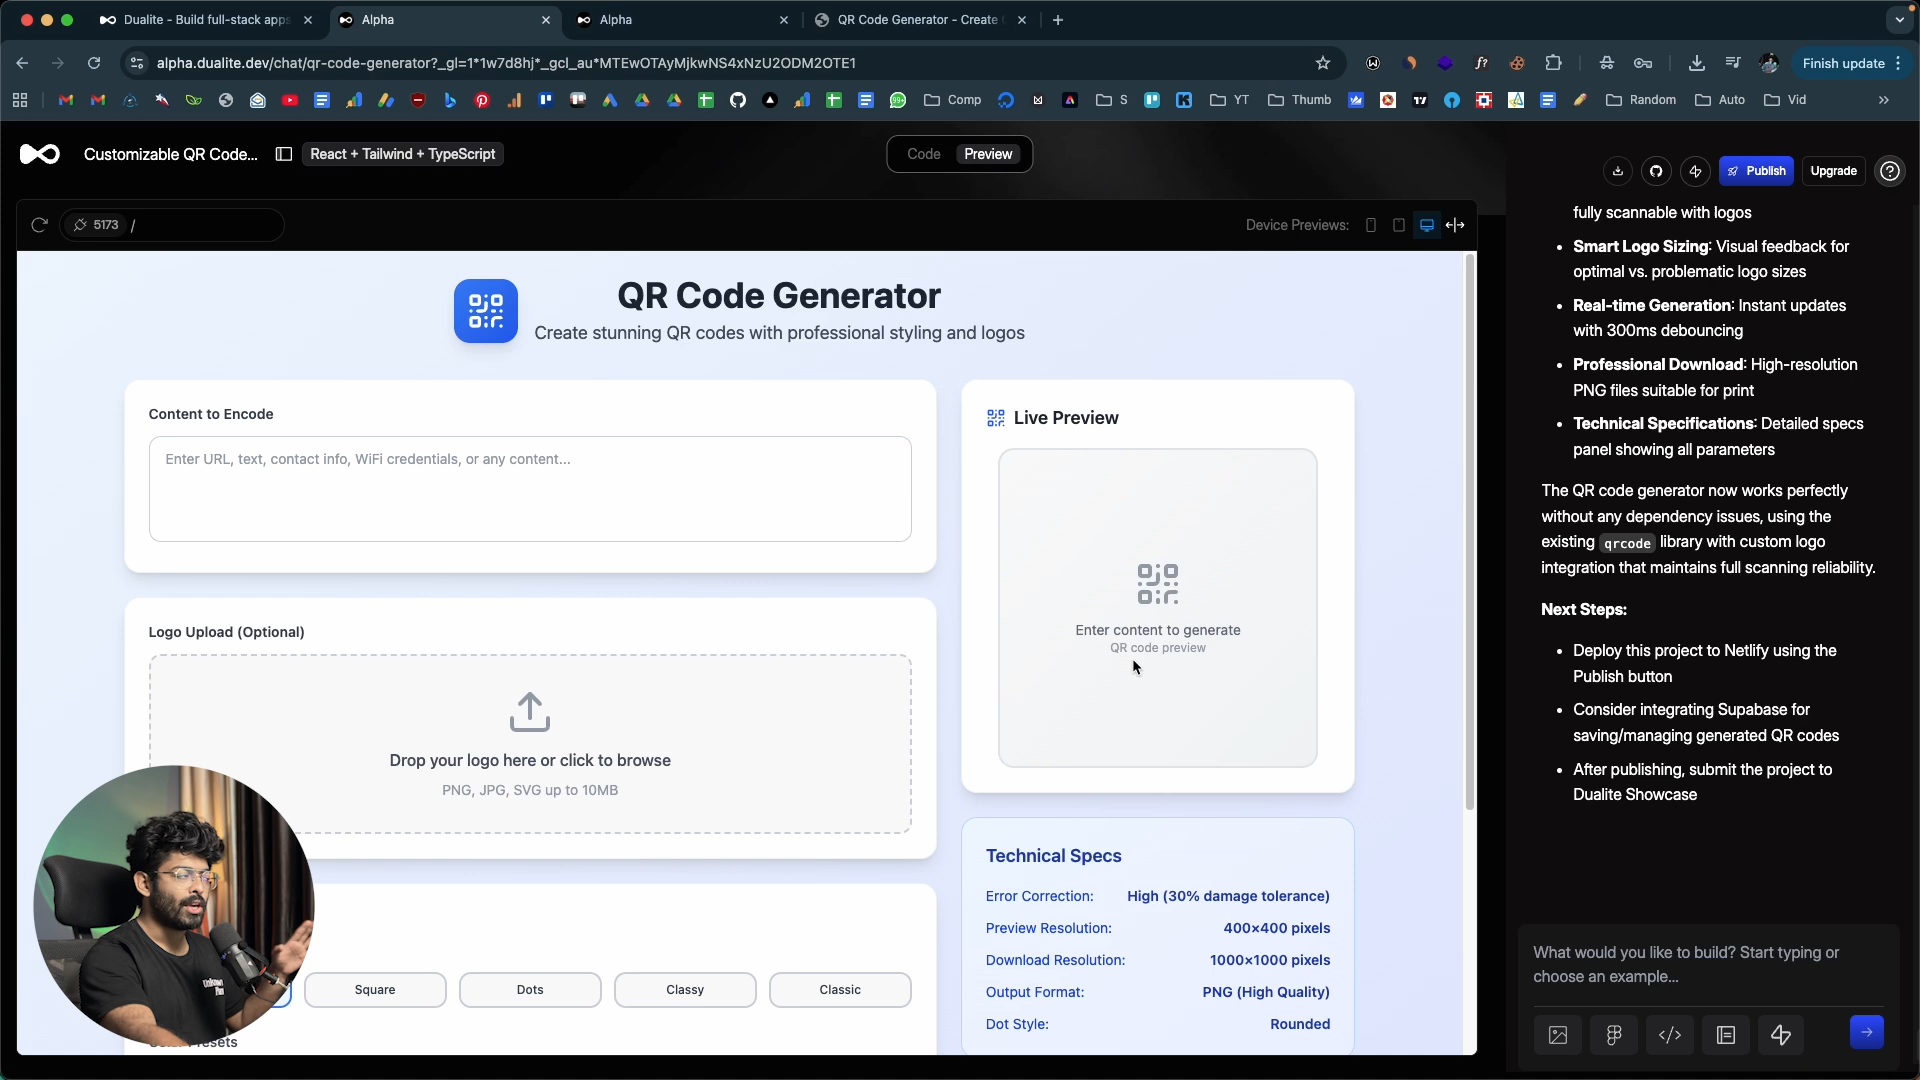 Dualite - Build full-stack apps
Alpha
Alpha
QR Code Generator - Create
alpha.dualite.dev/chat/qr-code-generator?_gl=1*1w7d8hj*_gcl_au*MTEwOTAyMjkwNS4xNzU2ODM2OTE1
Finish update
Comp
S
YT
Thumb
Random
Auto
Vid
Customizable QR Code...
React + Tailwind + TypeScript
Code
Preview
Publish
Upgrade
5173
/
Device Previews:
QR Code Generator
Create stunning QR codes with professional styling and logos
Content to Encode
Enter URL, text, contact info, WiFi credentials, or any content...
Logo Upload (Optional)
Drop your logo here or click to browse
PNG, JPG, SVG up to 10MB
Square
Dots
Classy
Classic
Live Preview
Enter content to generate
QR code preview
Technical Specs
Error Correction: High (30% damage tolerance)
Preview Resolution: 400×400 pixels
Download Resolution: 1000×1000 pixels
Output Format: PNG (High Quality)
Dot Style: Rounded
fully scannable with logos
• Smart Logo Sizing: Visual feedback for
optimal vs. problematic logo sizes
• Real-time Generation: Instant updates
with 300ms debouncing
• Professional Download: High-resolution
PNG files suitable for print
• Technical Specifications: Detailed specs
panel showing all parameters
The QR code generator now works perfectly
without any dependency issues, using the
existing qrcode library with custom logo
integration that maintains full scanning reliability.
Next Steps:
• Deploy this project to Netlify using the
Publish button
• Consider integrating Supabase for
saving/managing generated QR codes
• After publishing, submit the project to
Dualite Showcase
What would you like to build? Start typing or
choose an example...